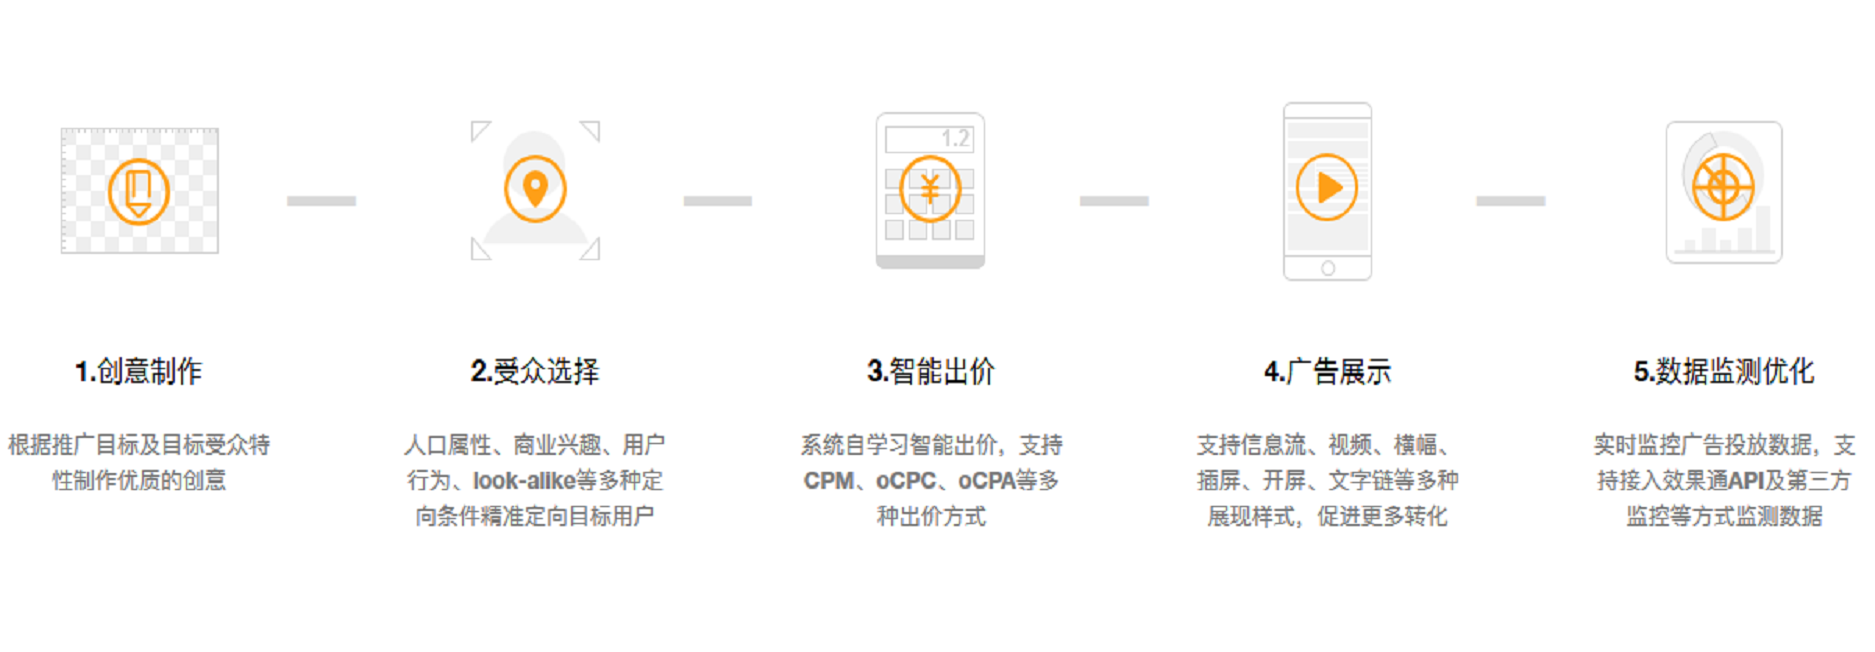 1.2
1.创意制作
根据推广目标及目标受众特
性制作优质的创意
2.受众选择
人口属性、商业兴趣、用户
行为、look-alike等多种定
向条件精准定向目标用户
3.智能出价
系统自学习智能出价，支持
CPM、oCPC、oCPA等多
种出价方式
4.广告展示
支持信息流、视频、横幅、
插屏、开屏、文字链等多种
展现样式，促进更多转化
5.数据监测优化
实时监控广告投放数据，支
持接入效果通API及第三方
监控等方式监测数据